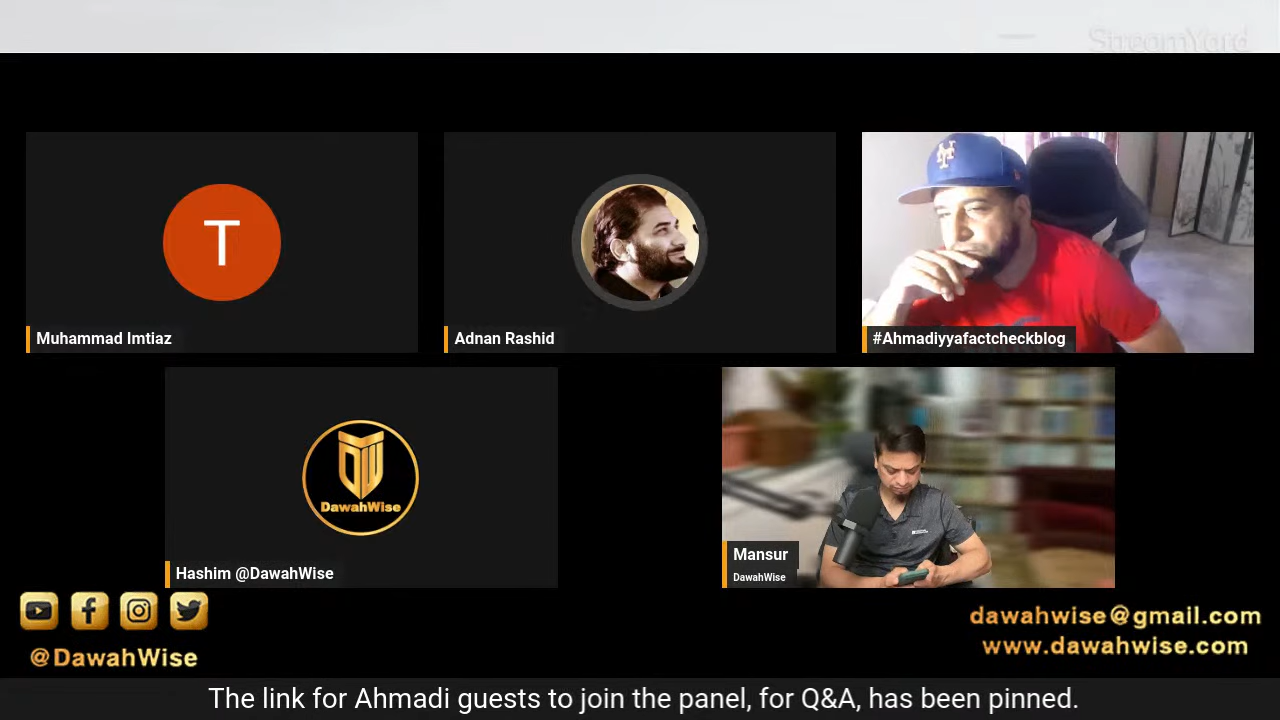 StreamYard
T
Muhammad Imtiaz
Adnan Rashid
#Ahmadiyyafactcheckblog
DawahWise
Hashim @DawahWise
Mansur
DawahWise
@DawahWise
dawahwise@gmail.com
www.dawahwise.com
The link for Ahmadi guests to join the panel, for Q&A, has been pinned.